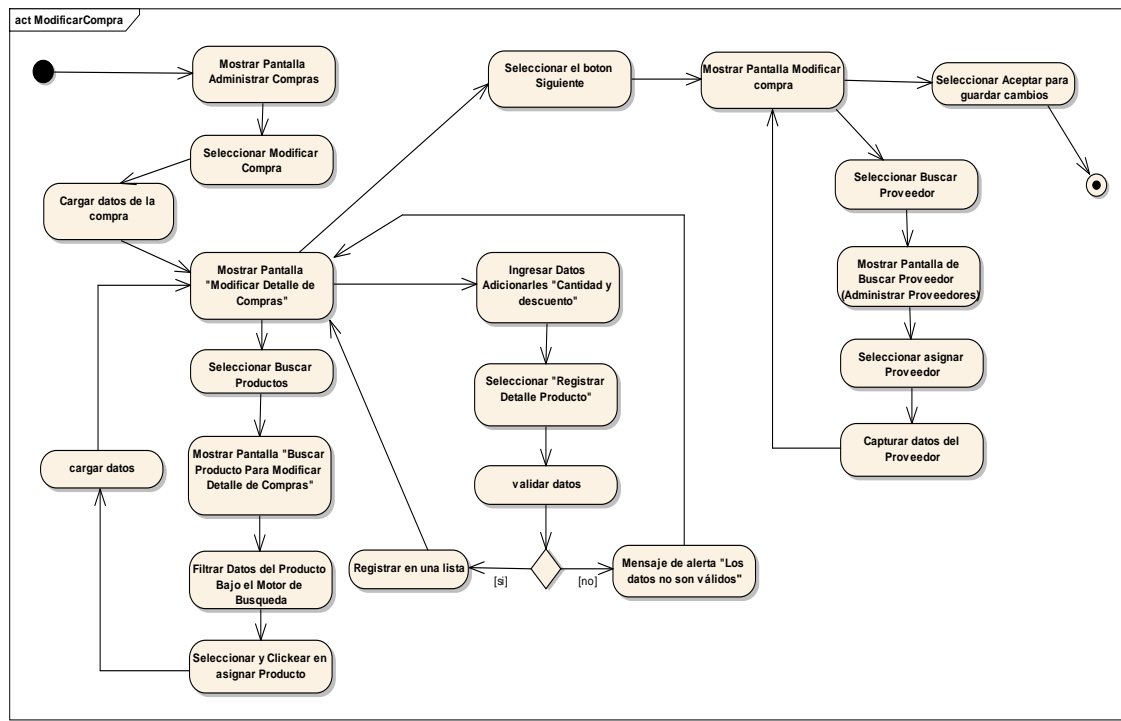 act ModificarCompra
Mostrar Pantalla
Administrar Compras
Seleccionar Modificar
Compra
Cargar datos de la
compra
Mostrar Pantalla
"Modificar Detalle de
Compras"
Seleccionar Buscar
Productos
Mostrar Pantalla "Buscar
Producto Para Modificar
Detalle de Compras"
Filtrar Datos del Producto
Bajo el Motor de
Busqueda
Seleccionar y Clickear en
asignar Producto
cargar datos
Ingresar Datos
Adicionarles "Cantidad y
descuento"
Seleccionar "Registrar
Detalle Producto"
validar datos
[si]
[no]
Registrar en una lista
Mensaje de alerta "Los
datos no son válidos"
Seleccionar el boton
Siguiente
Mostrar Pantalla Modificar
compra
Seleccionar Aceptar para
guardar cambios
Seleccionar Buscar
Proveedor
Mostrar Pantalla de
Buscar Proveedor
(Administrar Proveedores)
Seleccionar asignar
Proveedor
Capturar datos del
Proveedor